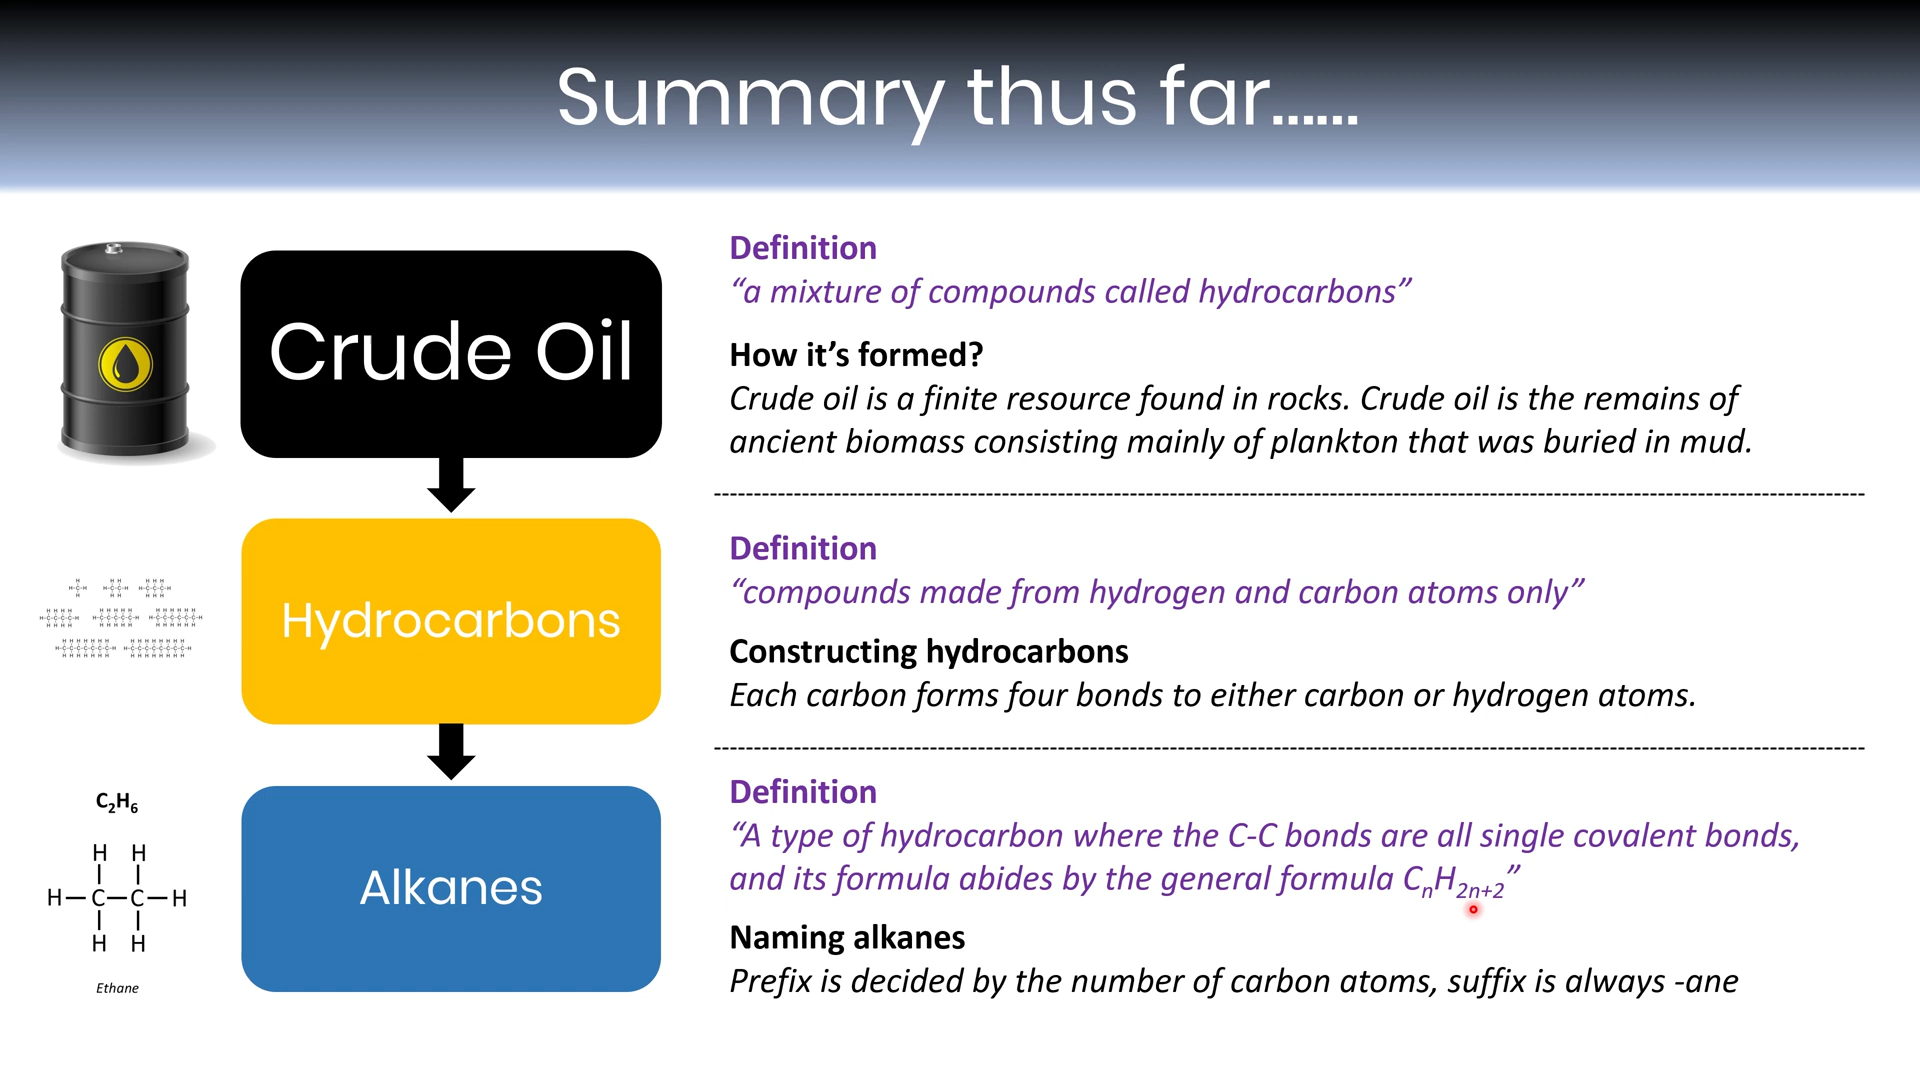 Summary thus far......
Crude Oil
Definition
“a mixture of compounds called hydrocarbons”
How it’s formed?
Crude oil is a finite resource found in rocks. Crude oil is the remains of
ancient biomass consisting mainly of plankton that was buried in mud.
Hydrocarbons
Definition
“compounds made from hydrogen and carbon atoms only”
Constructing hydrocarbons
Each carbon forms four bonds to either carbon or hydrogen atoms.
C₂H₆
H H
H–C–C–H
H H
Ethane
Alkanes
Definition
“A type of hydrocarbon where the C-C bonds are all single covalent bonds,
and its formula abides by the general formula CₙH₂ₙ₊₂”
Naming alkanes
Prefix is decided by the number of carbon atoms, suffix is always -ane